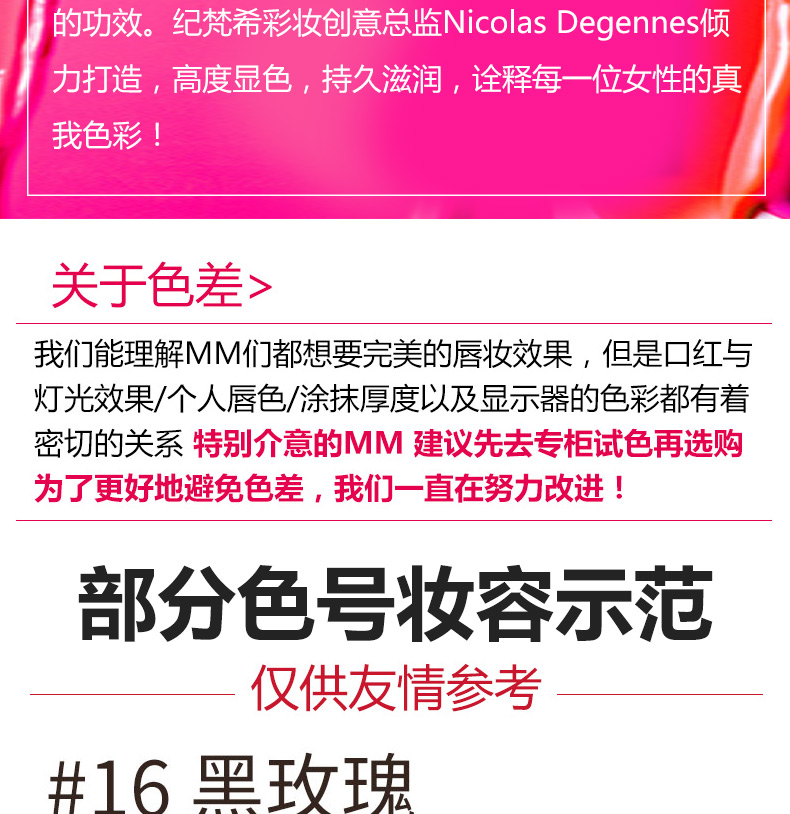 的功效。纪梵希彩妆创意总监Nicolas Degennes倾
力打造，高度显色，持久滋润，诠释每一位女性的真
我色彩！
关于色差>
我们能理解MM们都想要完美的唇妆效果，但是口红与
灯光效果/个人唇色/涂抹厚度以及显示器的色彩都有着
密切的关系 特别介意的MM 建议先去专柜试色再选购
为了更好地避免色差，我们一直在努力改进！
部分色号妆容示范
仅供友情参考
#16 黑玫瑰